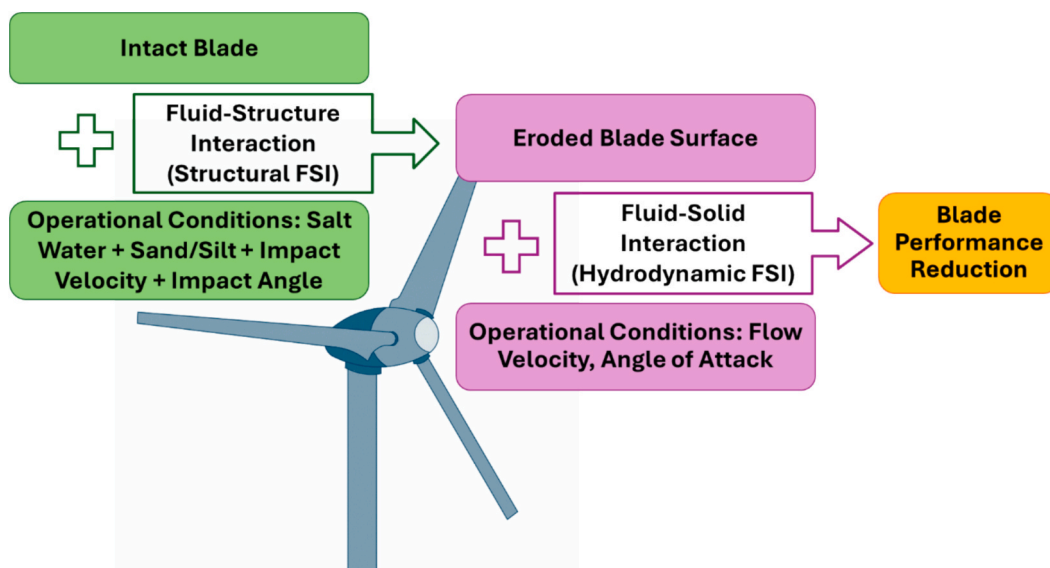 Intact Blade
Fluid-Structure
Interaction
(Structural FSI)
Operational Conditions: Salt
Water + Sand/Silt + Impact
Velocity + Impact Angle
Eroded Blade Surface
Fluid-Solid
Interaction
(Hydrodynamic FSI)
Operational Conditions: Flow
Velocity, Angle of Attack
Blade
Performance
Reduction